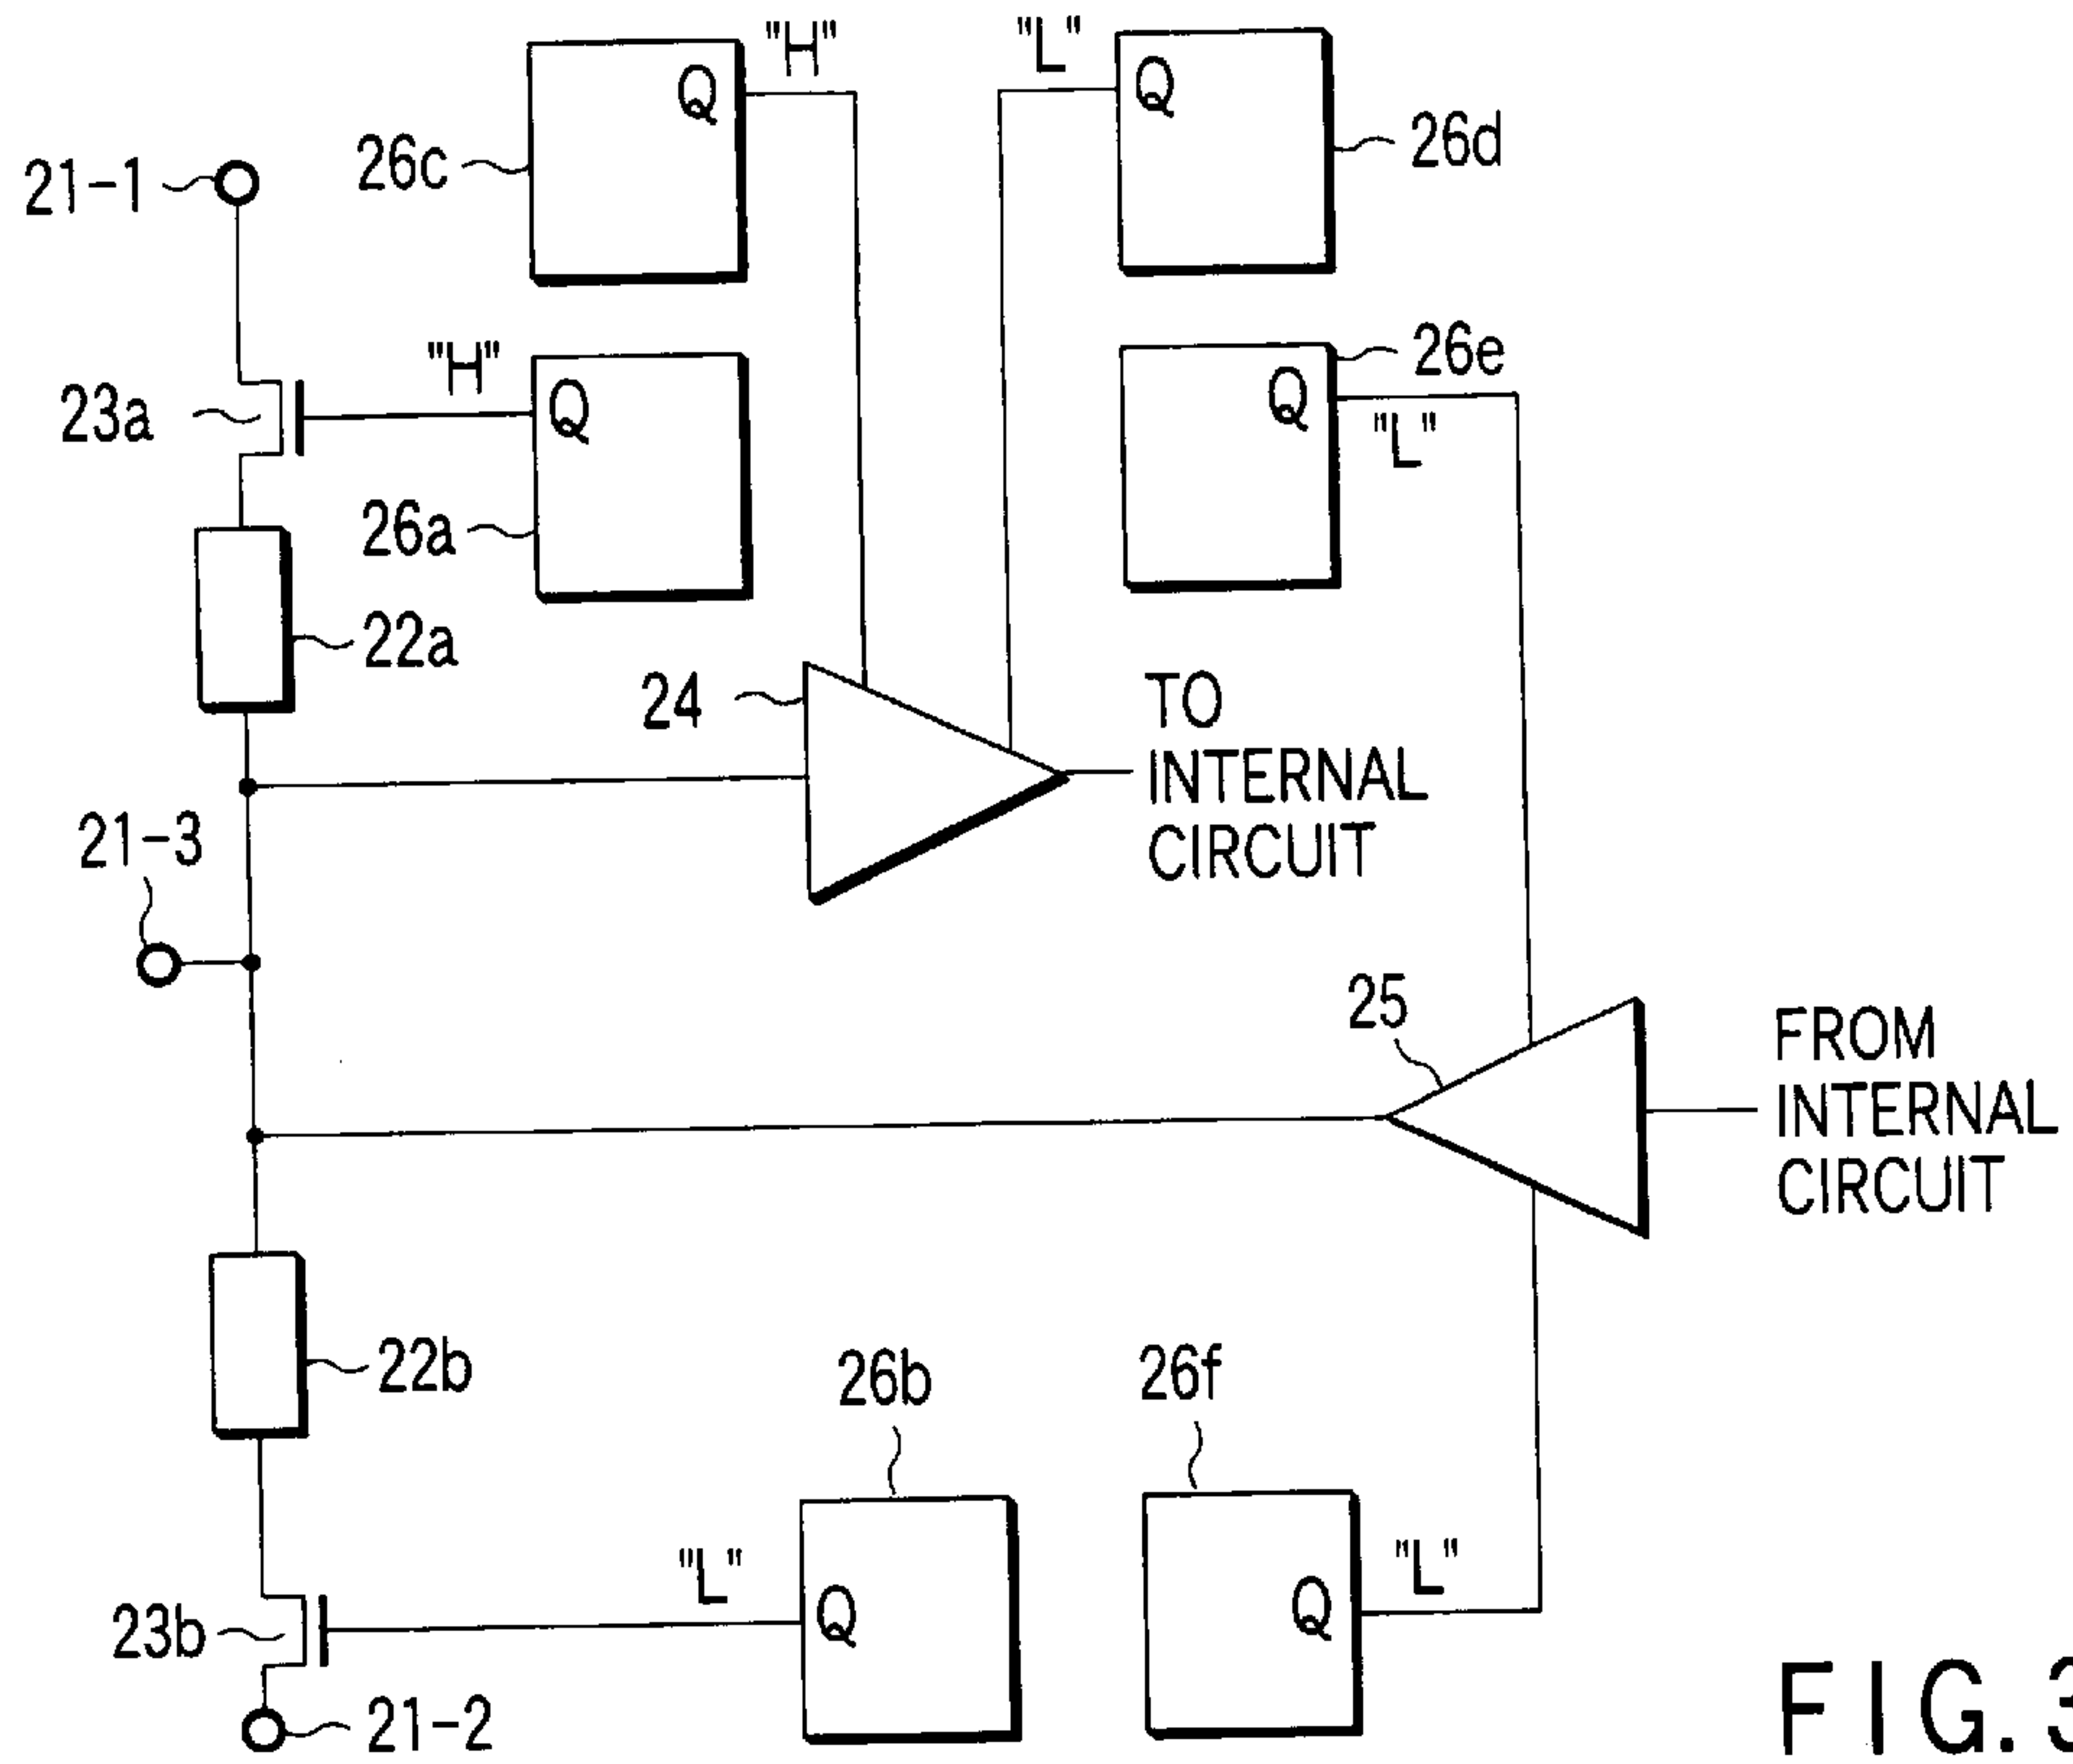 "H"
"L"
Q
Q
26c
26d
21-1
"H"
26e
Q
23a
Q
"L"
26a
22a
24
TO
INTERNAL
CIRCUIT
21-3
25
FROM
INTERNAL
CIRCUIT
22b
26b
26f
"L"
"L"
Q
Q
23b
21-2
FIG. 3